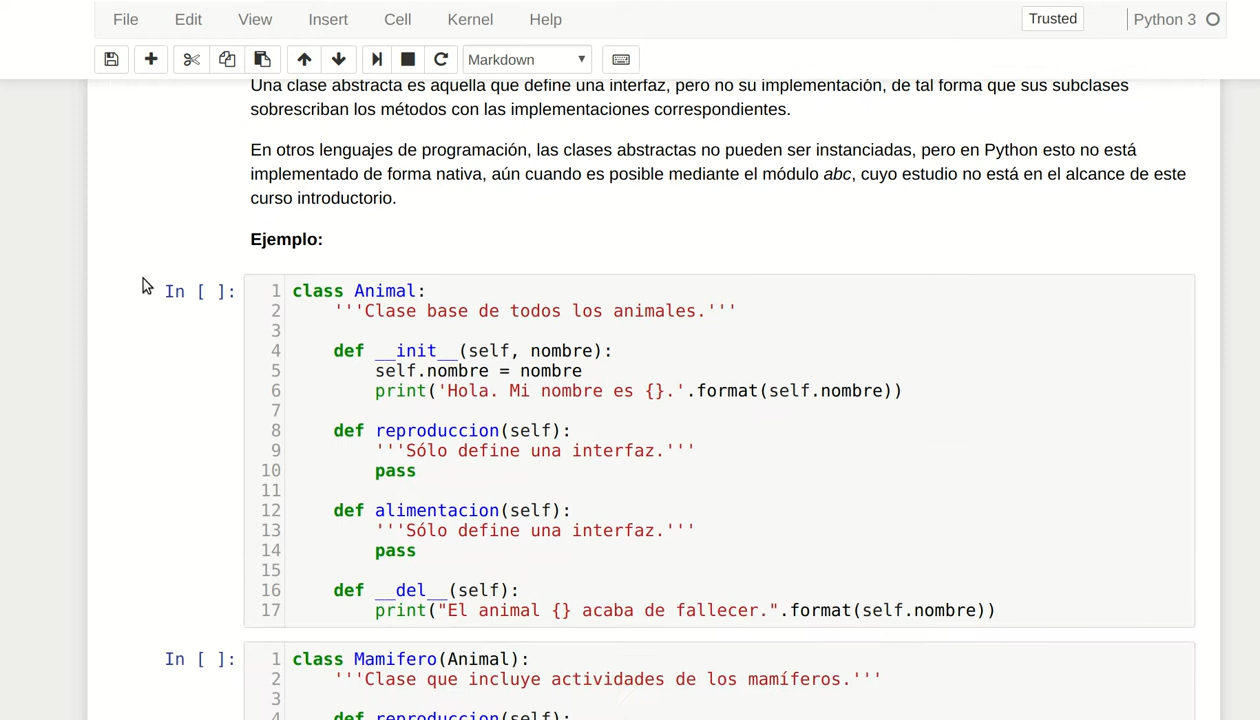 File Edit View Insert Cell Kernel Help Trusted Python 3
Markdown
Una clase abstracta es aquella que define una interfaz, pero no su implementación, de tal forma que sus subclases
sobrescriban los métodos con las implementaciones correspondientes.
En otros lenguajes de programación, las clases abstractas no pueden ser instanciadas, pero en Python esto no está
implementado de forma nativa, aún cuando es posible mediante el módulo abc, cuyo estudio no está en el alcance de este
curso introductorio.
Ejemplo:
In [ ]: 1 class Animal:
2     '''Clase base de todos los animales.'''
3
4     def __init__(self, nombre):
5         self.nombre = nombre
6         print('Hola. Mi nombre es {}.'.format(self.nombre))
7
8     def reproduccion(self):
9         '''Sólo define una interfaz.'''
10         pass
11
12     def alimentacion(self):
13         '''Sólo define una interfaz.'''
14         pass
15
16     def __del__(self):
17         print("El animal {} acaba de fallecer.".format(self.nombre))
In [ ]: 1 class Mamifero(Animal):
2     '''Clase que incluye actividades de los mamíferos.'''
3
4     def reproduccion(self):